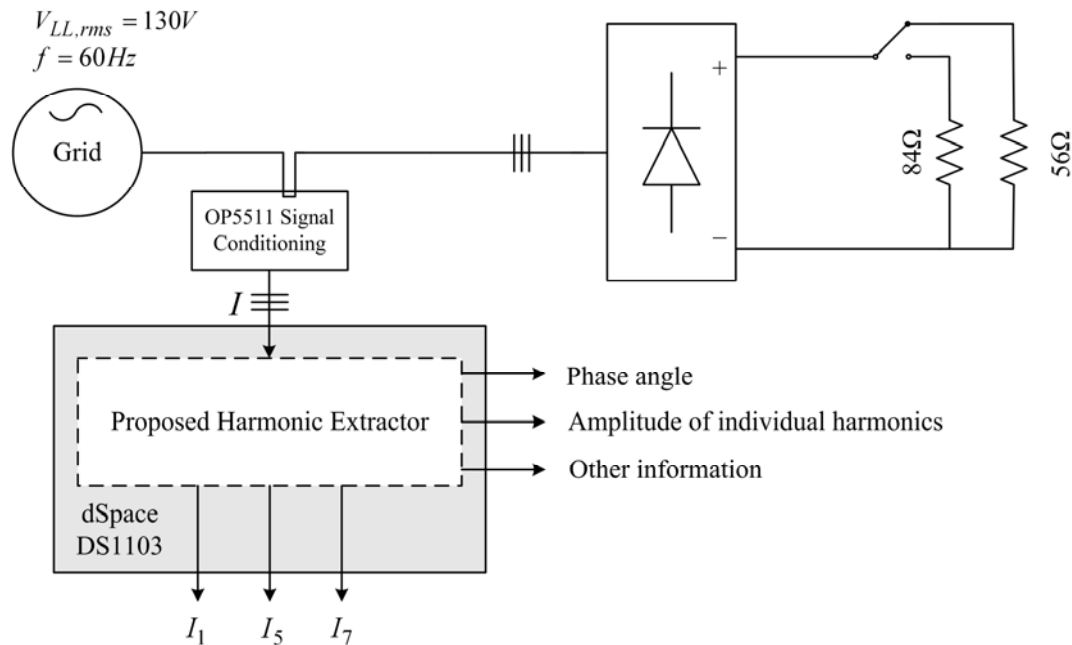 V_{LL,rms} = 130V
f = 60Hz
Grid
OP5511 Signal
Conditioning
I
+
−
84Ω
56Ω
Proposed Harmonic Extractor
Phase angle
Amplitude of individual harmonics
Other information
dSpace
DS1103
I_1
I_5
I_7